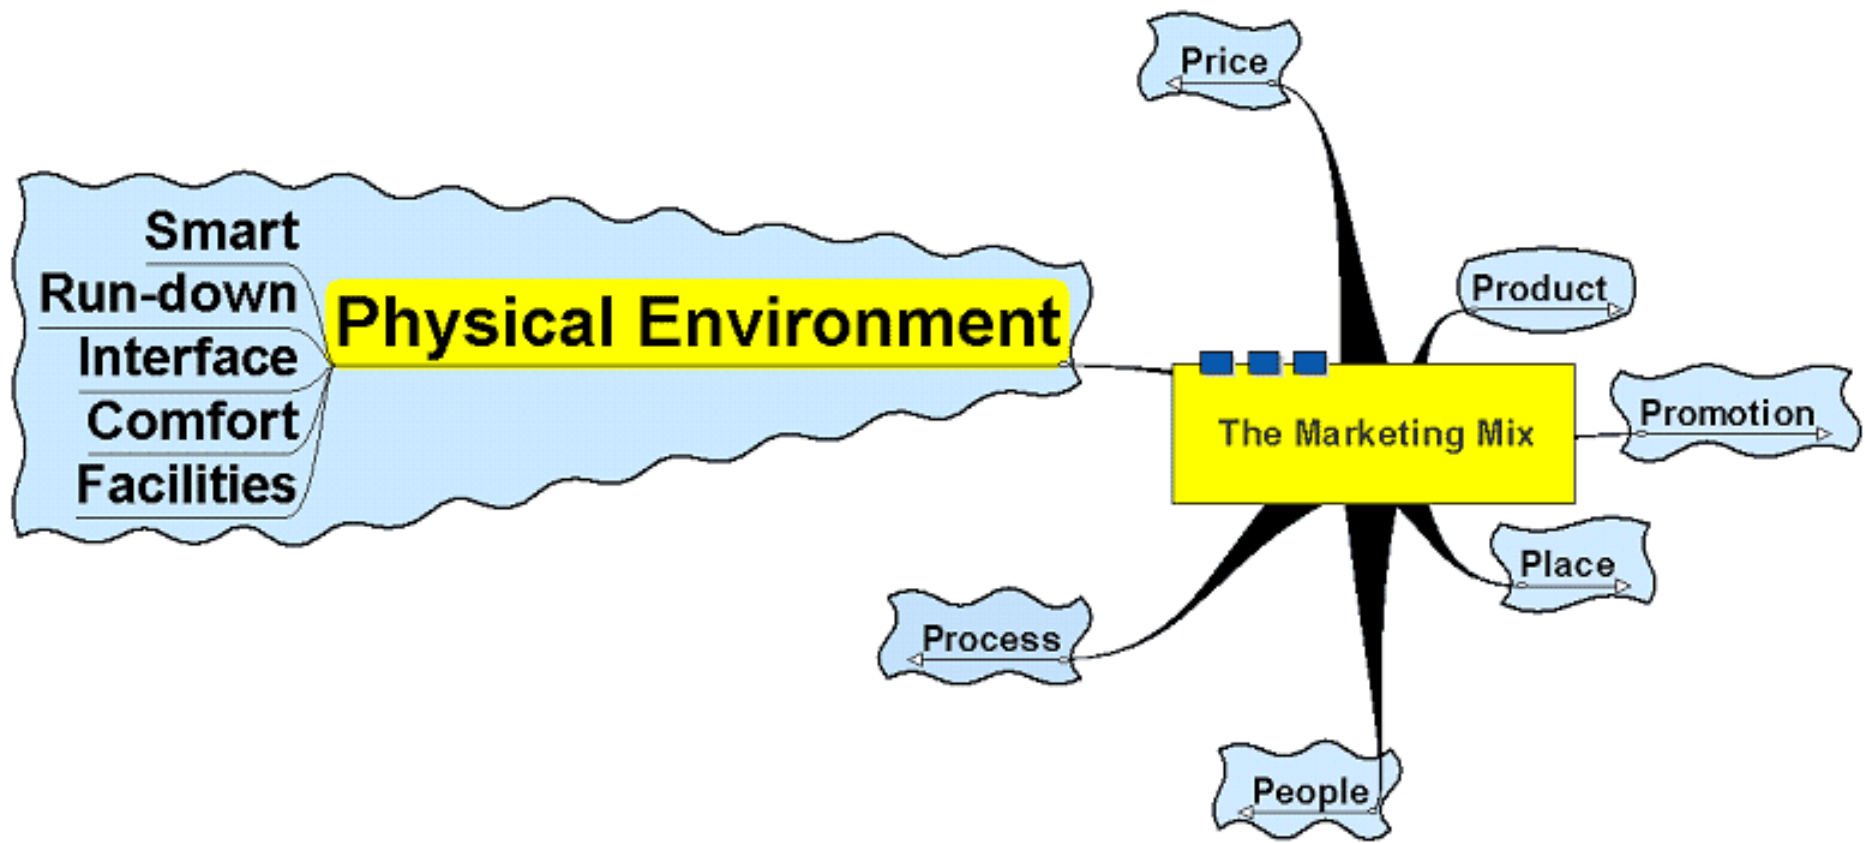 Price
Smart
Run-down
Interface
Comfort
Facilities
Physical Environment
Product
The Marketing Mix
Promotion
Place
Process
People